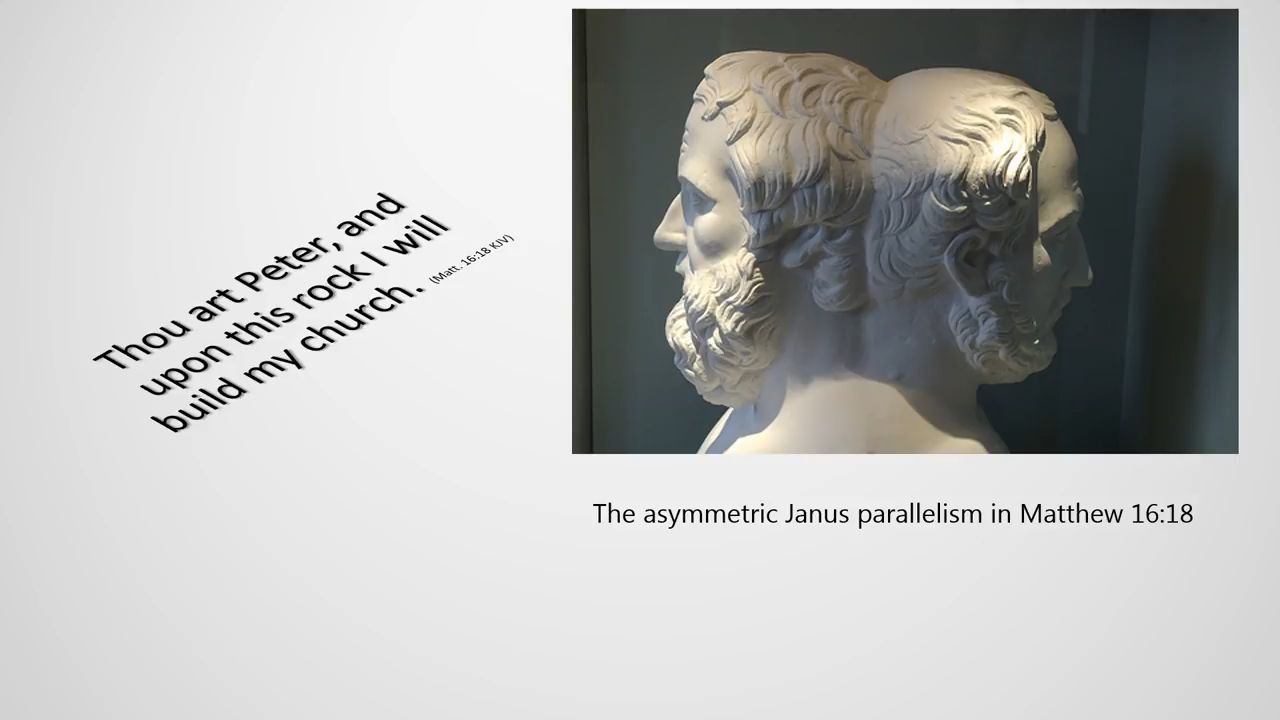 Thou art Peter, and
upon this rock I will
build my church. (Matt. 16:18 KJV)
The asymmetric Janus parallelism in Matthew 16:18